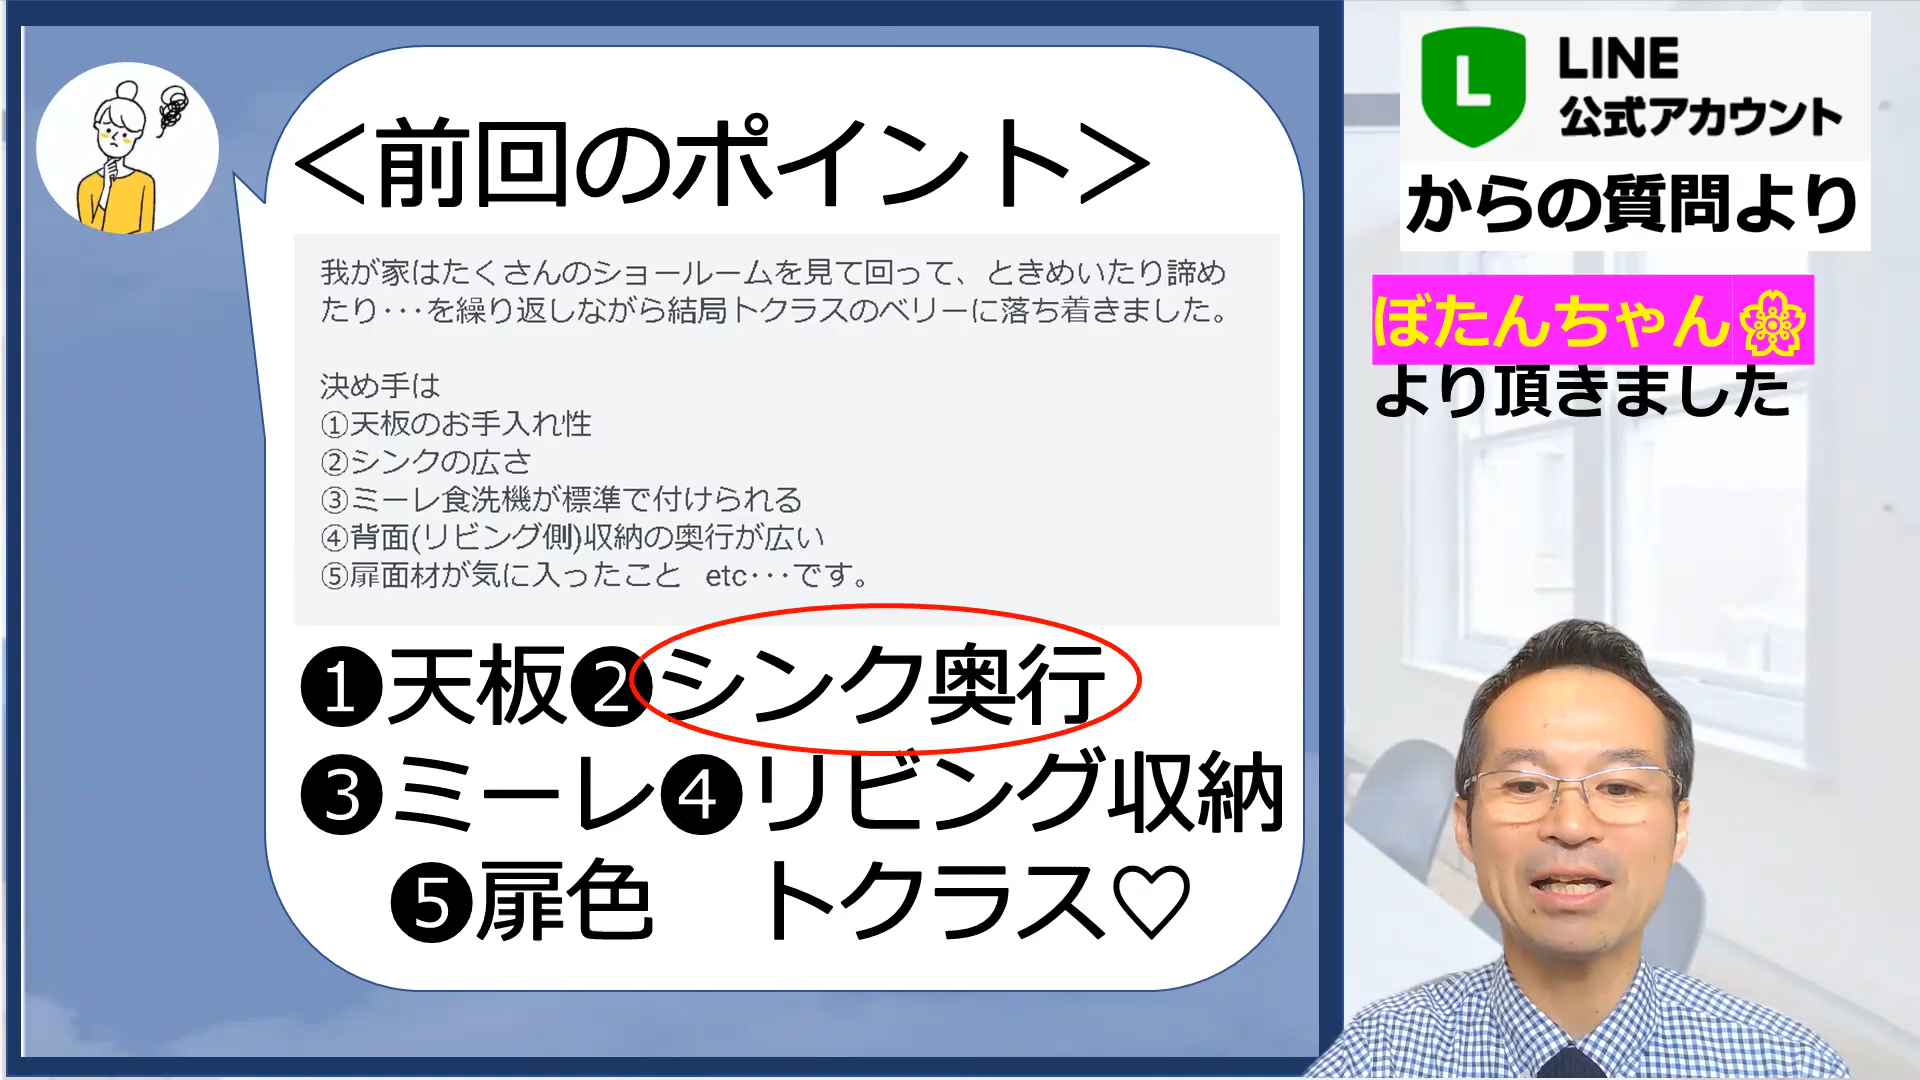 ＜前回のポイント＞
我が家はたくさんのショールームを見て回って、ときめいたり諦め
たり･･･を繰り返しながら結局トクラスのベリーに落ち着きました。
決め手は
①天板のお手入れ性
②シンクの広さ
③ミーレ食洗機が標準で付けられる
④背面(リビング側)収納の奥行が広い
⑤扉面材が気に入ったこと etc･･･です。
❶天板❷シンク奥行
❸ミーレ❹リビング収納
❺扉色 トクラス♡
L
LINE
公式アカウント
からの質問より
ぼたんちゃん🌸
より頂きました